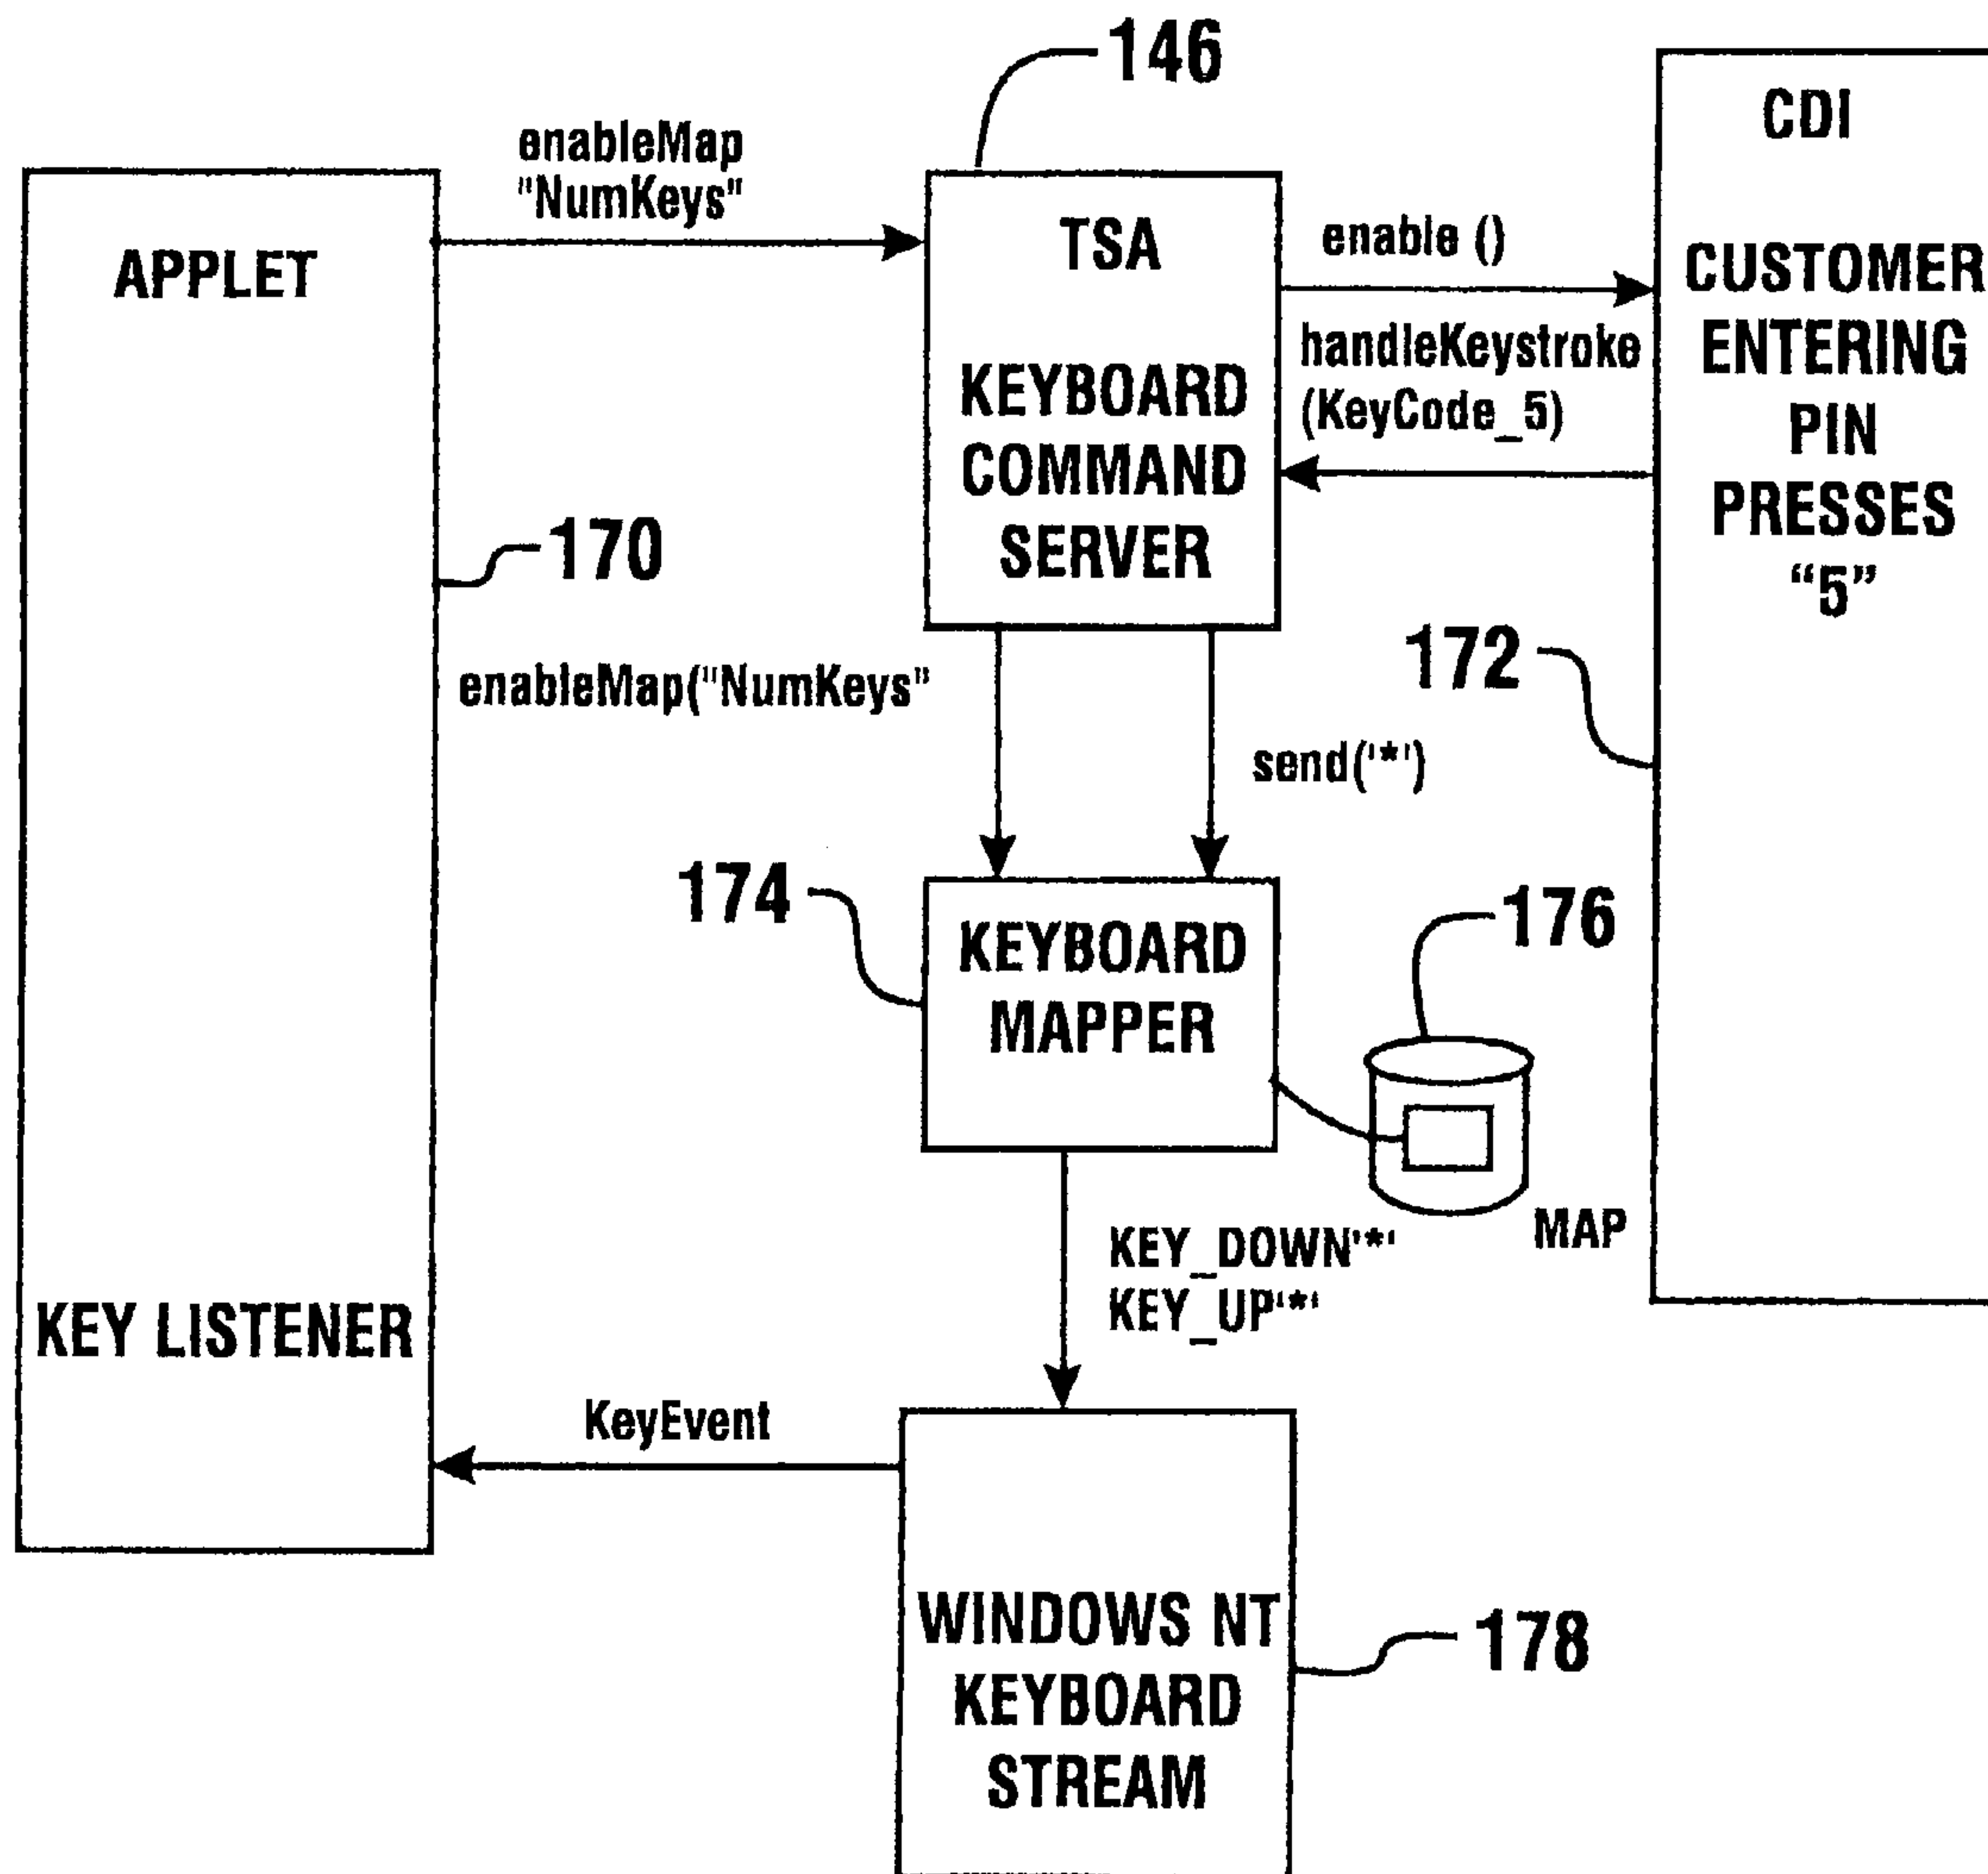 146
enableMap
"NumKeys"
APPLET
TSA
KEYBOARD
COMMAND
SERVER
enable ()
handleKeystroke
(KeyCode_5)
CDI
CUSTOMER
ENTERING
PIN
PRESSES
“5”
170
enableMap("NumKeys"
send('*')
172
174
KEYBOARD
MAPPER
176
MAP
KEY_DOWN'*'
KEY_UP'*'
KEY LISTENER
KeyEvent
WINDOWS NT
KEYBOARD
STREAM
178